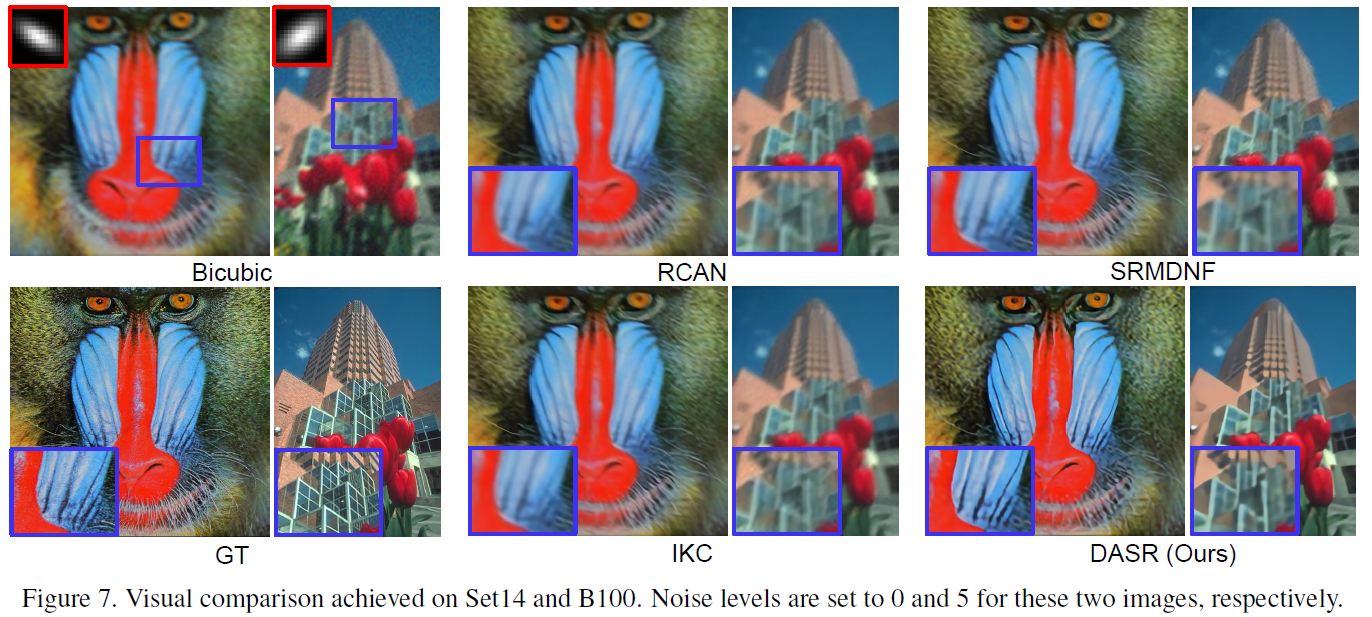 Bicubic
RCAN
SRMDNF
GT
IKC
DASR (Ours)
Figure 7. Visual comparison achieved on Set14 and B100. Noise levels are set to 0 and 5 for these two images, respectively.